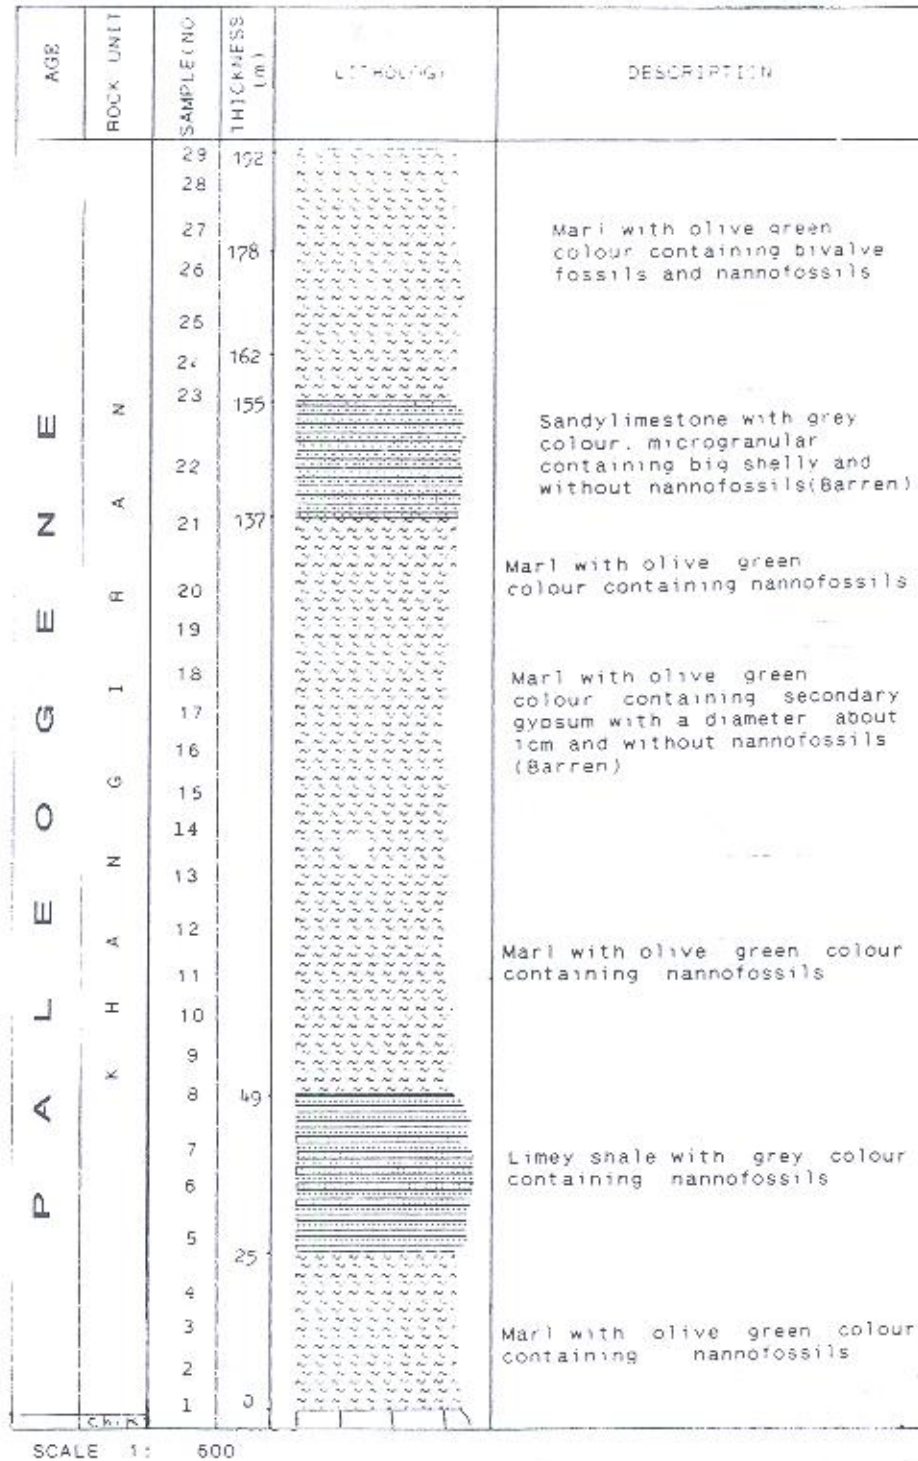 AGE
ROCK UNIT
SAMPLE(NO
THICKNESS
(m)
LITHOLOGY
DESCRIPTION
PALEOGENE
KHANGIRAN
29
28
27
26
25
23
22
21
20
19
18
17
16
15
14
13
12
11
10
9
8
7
6
5
4
3
2
1
192
178
162
155
137
49
25
0
Marl with olive green
colour containing bivalve
fossils and nannofossils
Sandylimestone with grey
colour. microgranular
containing big shelly and
without nannofossils(Barren)
Marl with olive green
colour containing nannofossils
Marl with olive green
colour containing secondary
gypsum with a diameter about
1cm and without nannofossils
(Barren)
Marl with olive green colour
containing nannofossils
Limey shale with grey colour
containing nannofossils
Marl with olive green colour
containing nannofossils
SCALE 1: 500